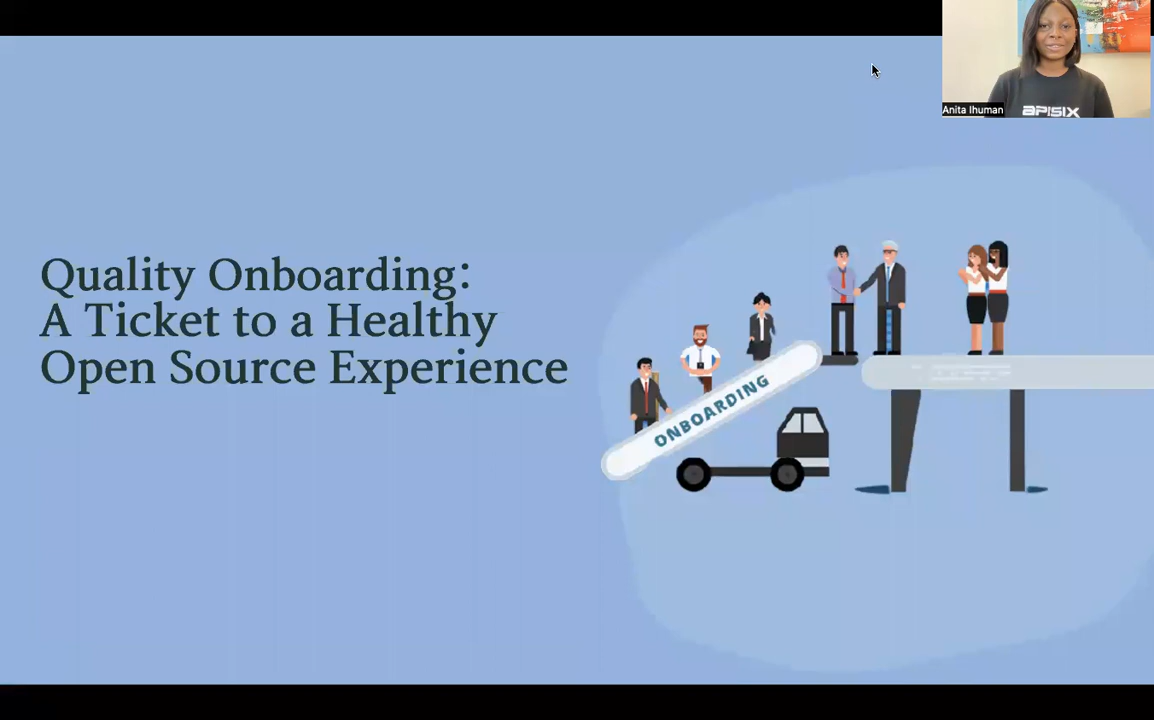 Anita Ihuman
APISIX
Quality Onboarding:
A Ticket to a Healthy
Open Source Experience
ONBOARDING